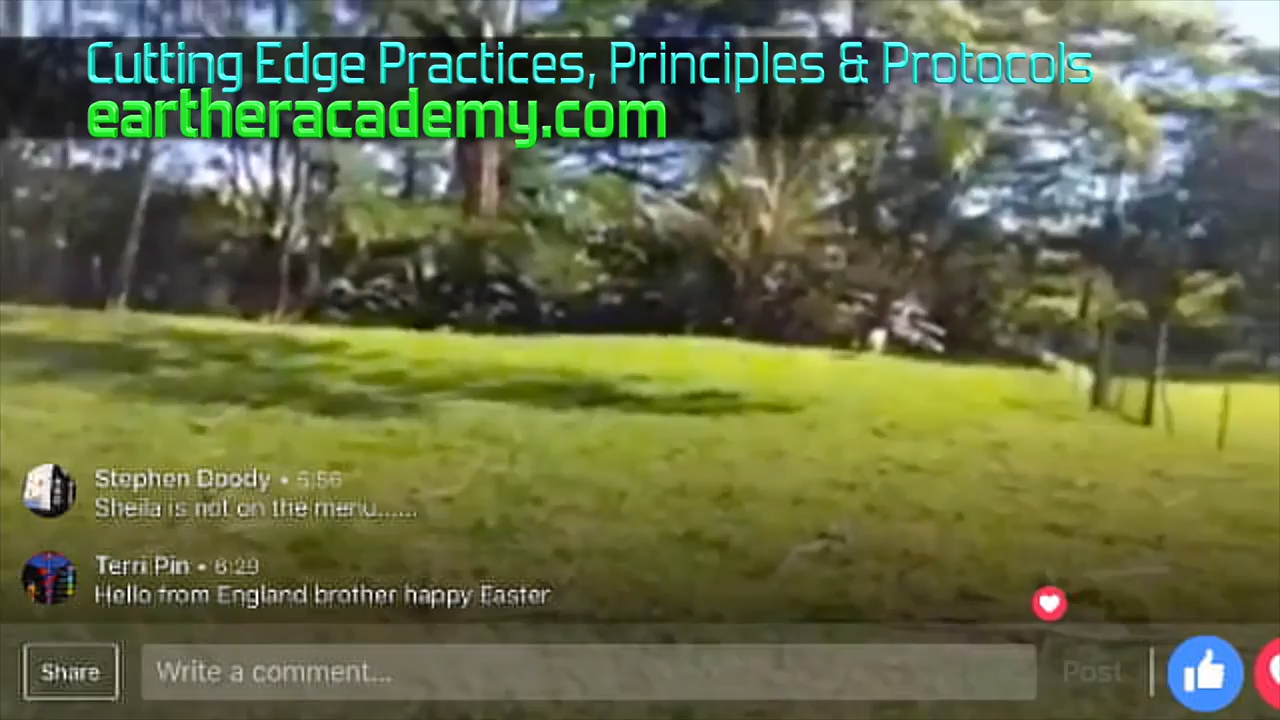 Cutting Edge Practices, Principles & Protocols
eartheracademy.com
Stephen Doody • 5:56
Sheila is not on the menu......
Terri Pin • 6:29
Hello from England brother happy Easter
Share
Write a comment...
Post